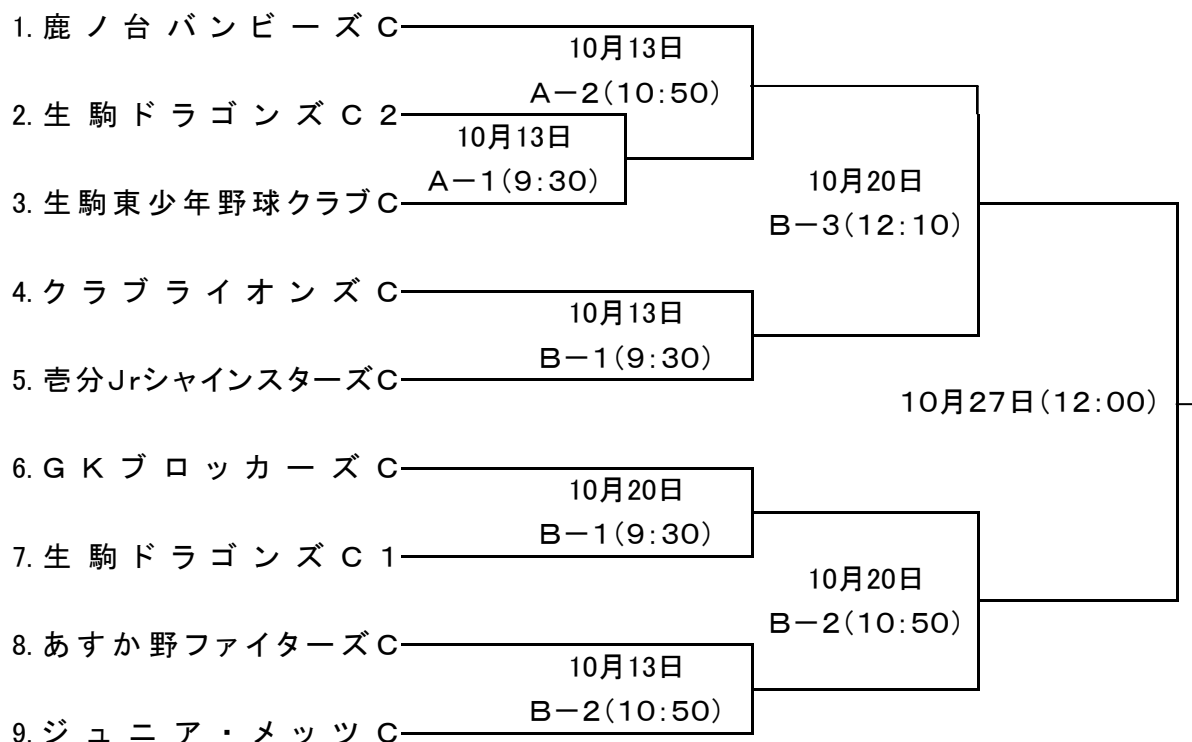 1. 鹿ノ台バンビーズC
10月13日
A－2(10:50)
2. 生駒ドラゴンズC2
10月13日
A－1(9:30)
3. 生駒東少年野球クラブC
10月20日
B－3(12:10)
4. クラブライオンズC
10月13日
B－1(9:30)
5. 壱分Jrシャインスターズ C
10月27日(12:00)
6. GKブロッカーズC
10月20日
B－1(9:30)
7. 生駒ドラゴンズC1
10月20日
B－2(10:50)
8. あすか野ファイターズC
10月13日
B－2(10:50)
9. ジュニア・メッツC